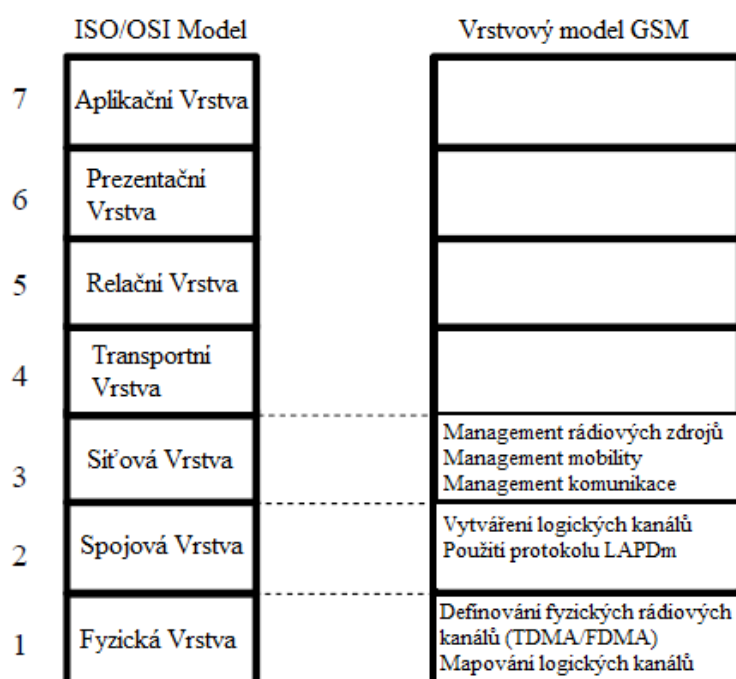 ISO/OSI Model
Vrstvový model GSM
7
Aplikační Vrstva
6
Prezentační
Vrstva
5
Relační Vrstva
4
Transportní
Vrstva
3
Síťová Vrstva
Management rádiových zdrojů
Management mobility
Management komunikace
2
Spojová Vrstva
Vytváření logických kanálů
Použití protokolu LAPDm
1
Fyzická Vrstva
Definování fyzických rádiových
kanálů (TDMA/FDMA)
Mapování logických kanálů